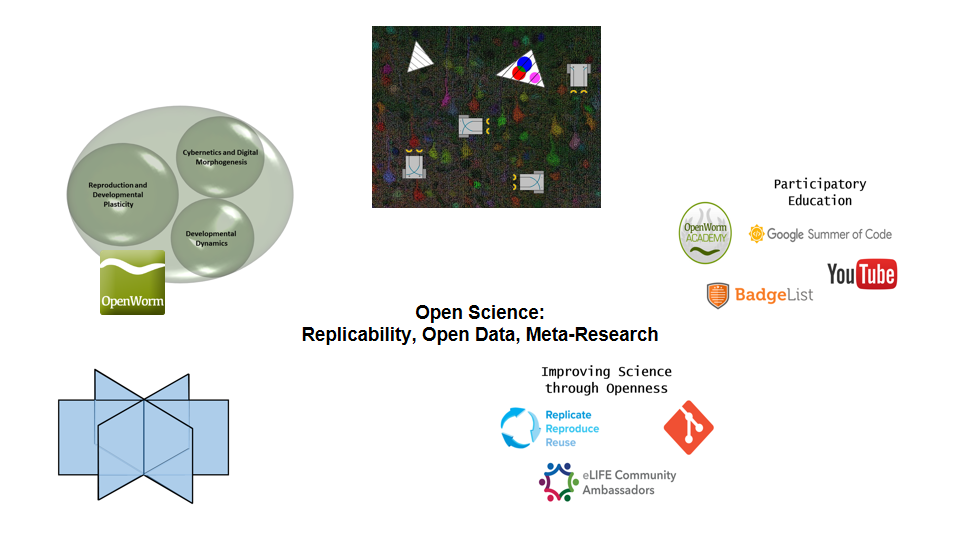 Cybernetics and Digital
Morphogenesis
Reproduction and
Developmental
Plasticity
Developmental
Dynamics
OpenWorm
Participatory
Education
OpenWorm
ACADEMY
Google Summer of Code
YouTube
BadgeList
Open Science:
Replicability, Open Data, Meta-Research
Improving Science
through Openness
Replicate
Reproduce
Reuse
eLIFE Community
Ambassadors